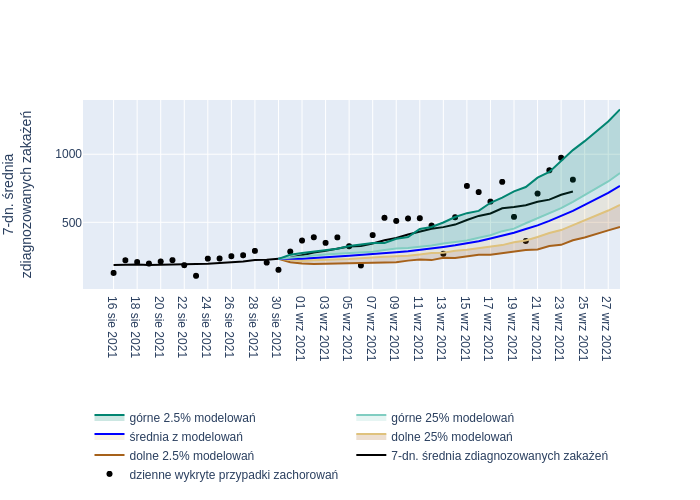 7-dn. średnia
zdiagnozowanych zakażeń
1000
500
16 sie 2021
18 sie 2021
20 sie 2021
22 sie 2021
24 sie 2021
26 sie 2021
28 sie 2021
30 sie 2021
01 wrz 2021
03 wrz 2021
05 wrz 2021
07 wrz 2021
09 wrz 2021
11 wrz 2021
13 wrz 2021
15 wrz 2021
17 wrz 2021
19 wrz 2021
21 wrz 2021
23 wrz 2021
25 wrz 2021
27 wrz 2021
górne 2.5% modelowań
górne 25% modelowań
średnia z modelowań
dolne 25% modelowań
dolne 2.5% modelowań
7-dn. średnia zdiagnozowanych zakażeń
dzienne wykryte przypadki zachorowań